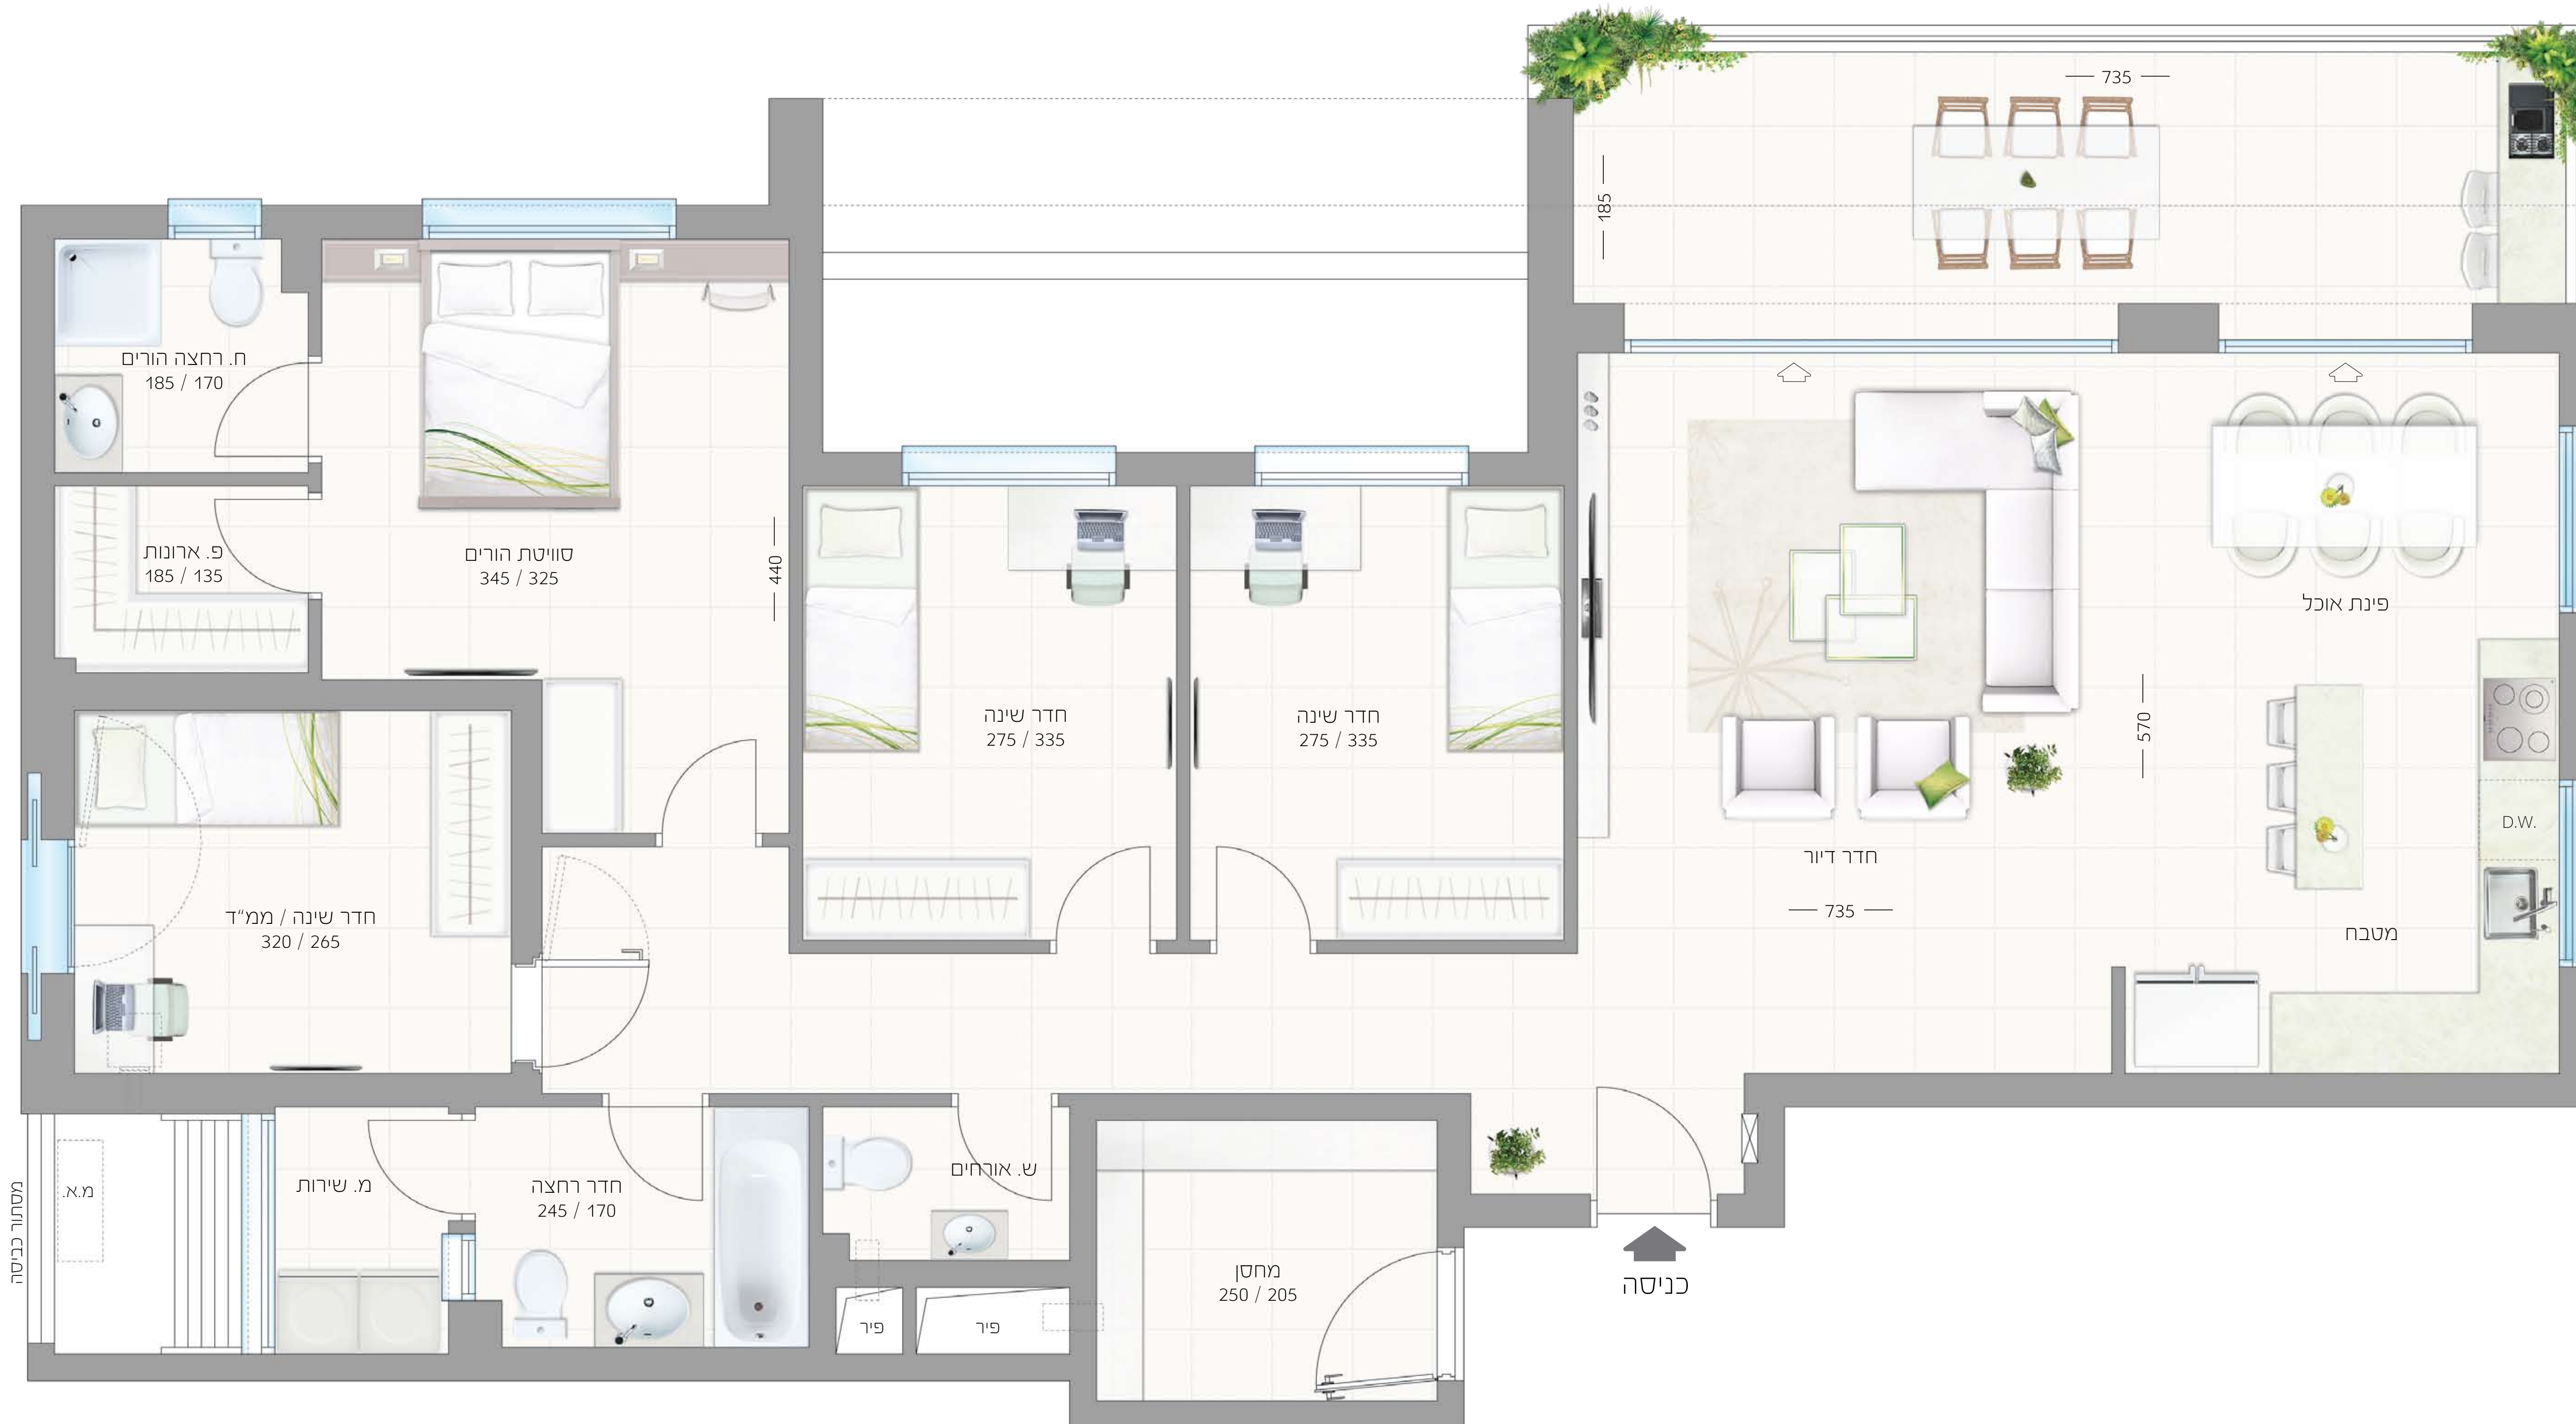 735
185
ח. רחצה הורים
185 / 170
פ. ארונות
185 / 135
סוויטת הורים
345 / 325
440
חדר שינה
275 / 335
חדר שינה
275 / 335
פינת אוכל
570
D.W.
חדר דיור
735
מטבח
חדר שינה / ממ״ד
320 / 265
מסתור כביסה
מ.א.
מ. שירות
חדר רחצה
245 / 170
ש. אורחים
פיר
פיר
מחסן
250 / 205
כניסה